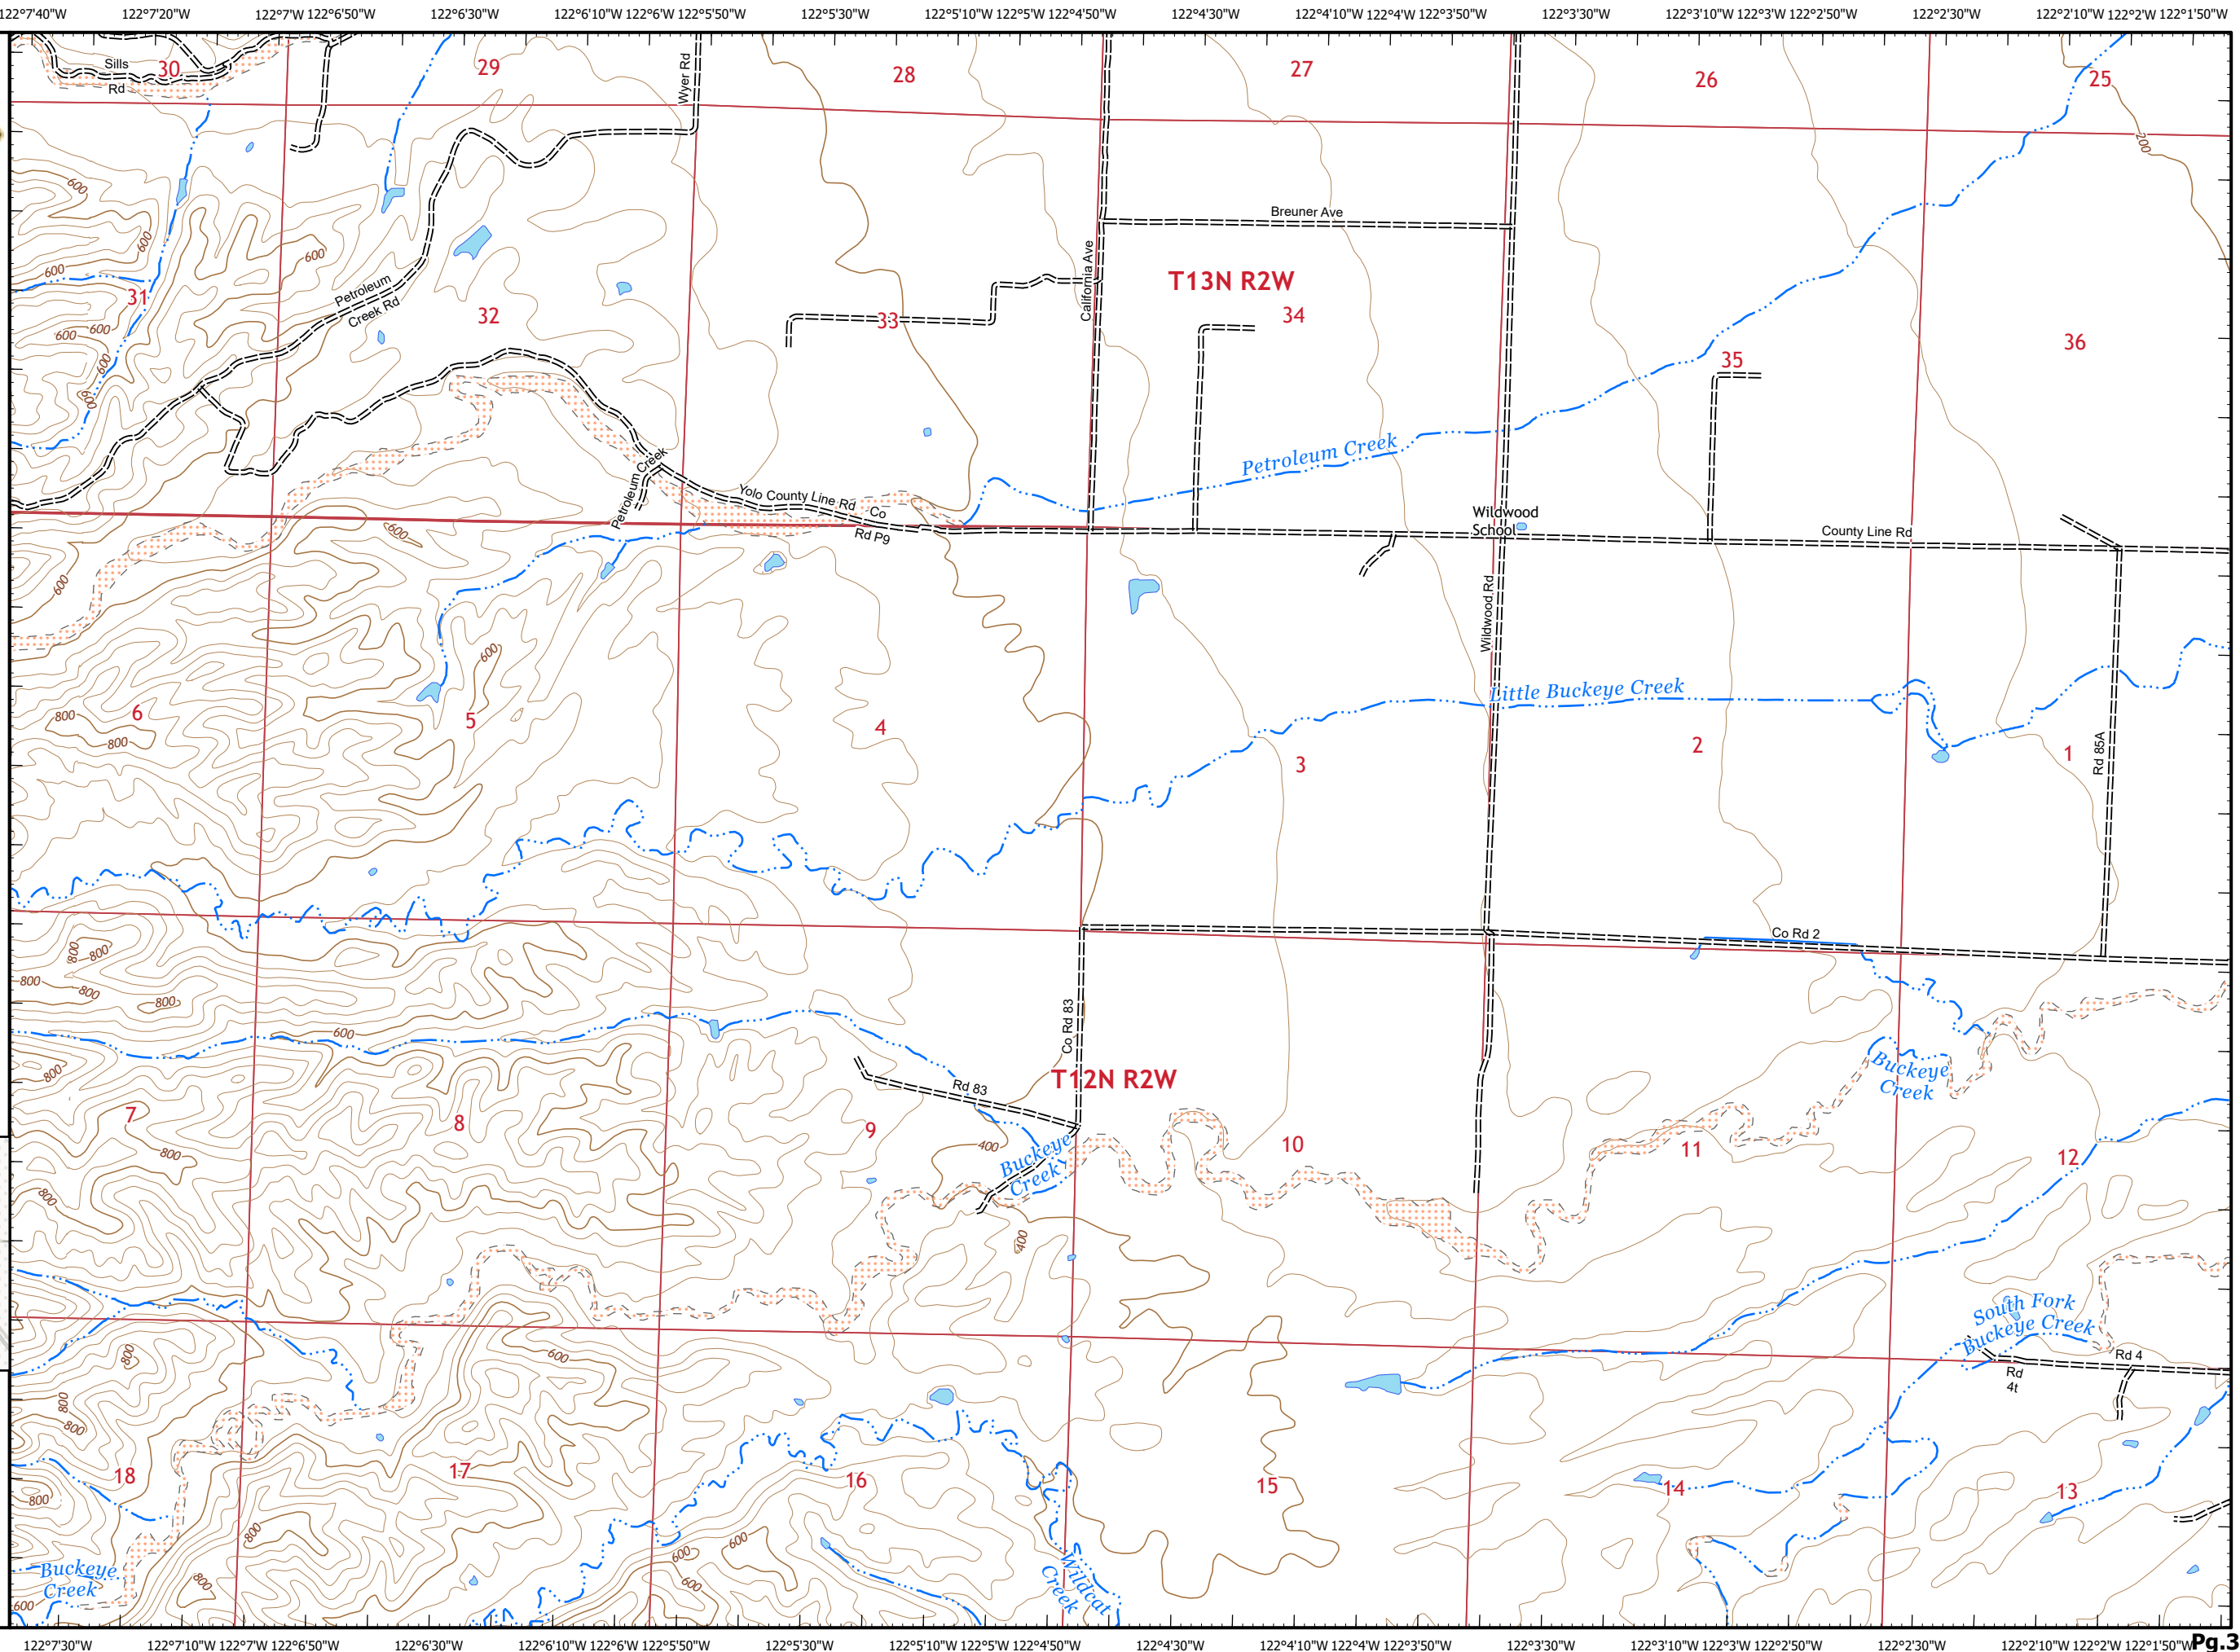 122°7'40"W 122°7'20"W 122°7'W 122°6'50"W 122°6'30"W 122°6'10"W 122°6'W 122°5'50"W 122°5'30"W 122°5'10"W 122°5'W 122°4'50"W 122°4'30"W 122°4'10"W 122°4'W 122°3'50"W 122°3'30"W 122°3'10"W 122°3'W 122°2'50"W 122°2'30"W 122°2'10"W 122°2'W 122°1'50"W
Sills
Rd
30
29
28
27
26
25
Wyer Rd
200
600
600
600
600
31
Petroleum
Creek Rd
32
33
California Ave
Breuner Ave
T13N R2W
34
35
36
600
600
600
600
Petroleum Creek
Petroleum Creek
Yolo County Line Rd
Co
Rd P9
Wildwood
School
County Line Rd
600
600
600
Wildwood Rd
Little Buckeye Creek
6
5
4
3
2
1
800
800
Rd 85A
Co Rd 2
800
800
800
800
800
600
Co Rd 83
T12N R2W
Rd 83
800
7
8
9
10
11
12
Buckeye
Creek
400
Buckeye
Creek
800
800
400
South Fork
Buckeye Creek
Rd 4
Rd
4t
600
800
800
800
18
17
16
15
14
13
800
800
600
600
600
800
Buckeye
Creek
600
Wildcat
Creek
122°7'30"W 122°7'10"W 122°7'W 122°6'50"W 122°6'30"W 122°6'10"W 122°6'W 122°5'50"W 122°5'30"W 122°5'10"W 122°5'W 122°4'50"W 122°4'30"W 122°4'10"W 122°4'W 122°3'50"W 122°3'30"W 122°3'10"W 122°3'W 122°2'50"W 122°2'30"W 122°2'10"W 122°2'W 122°1'50"W
Pg.3